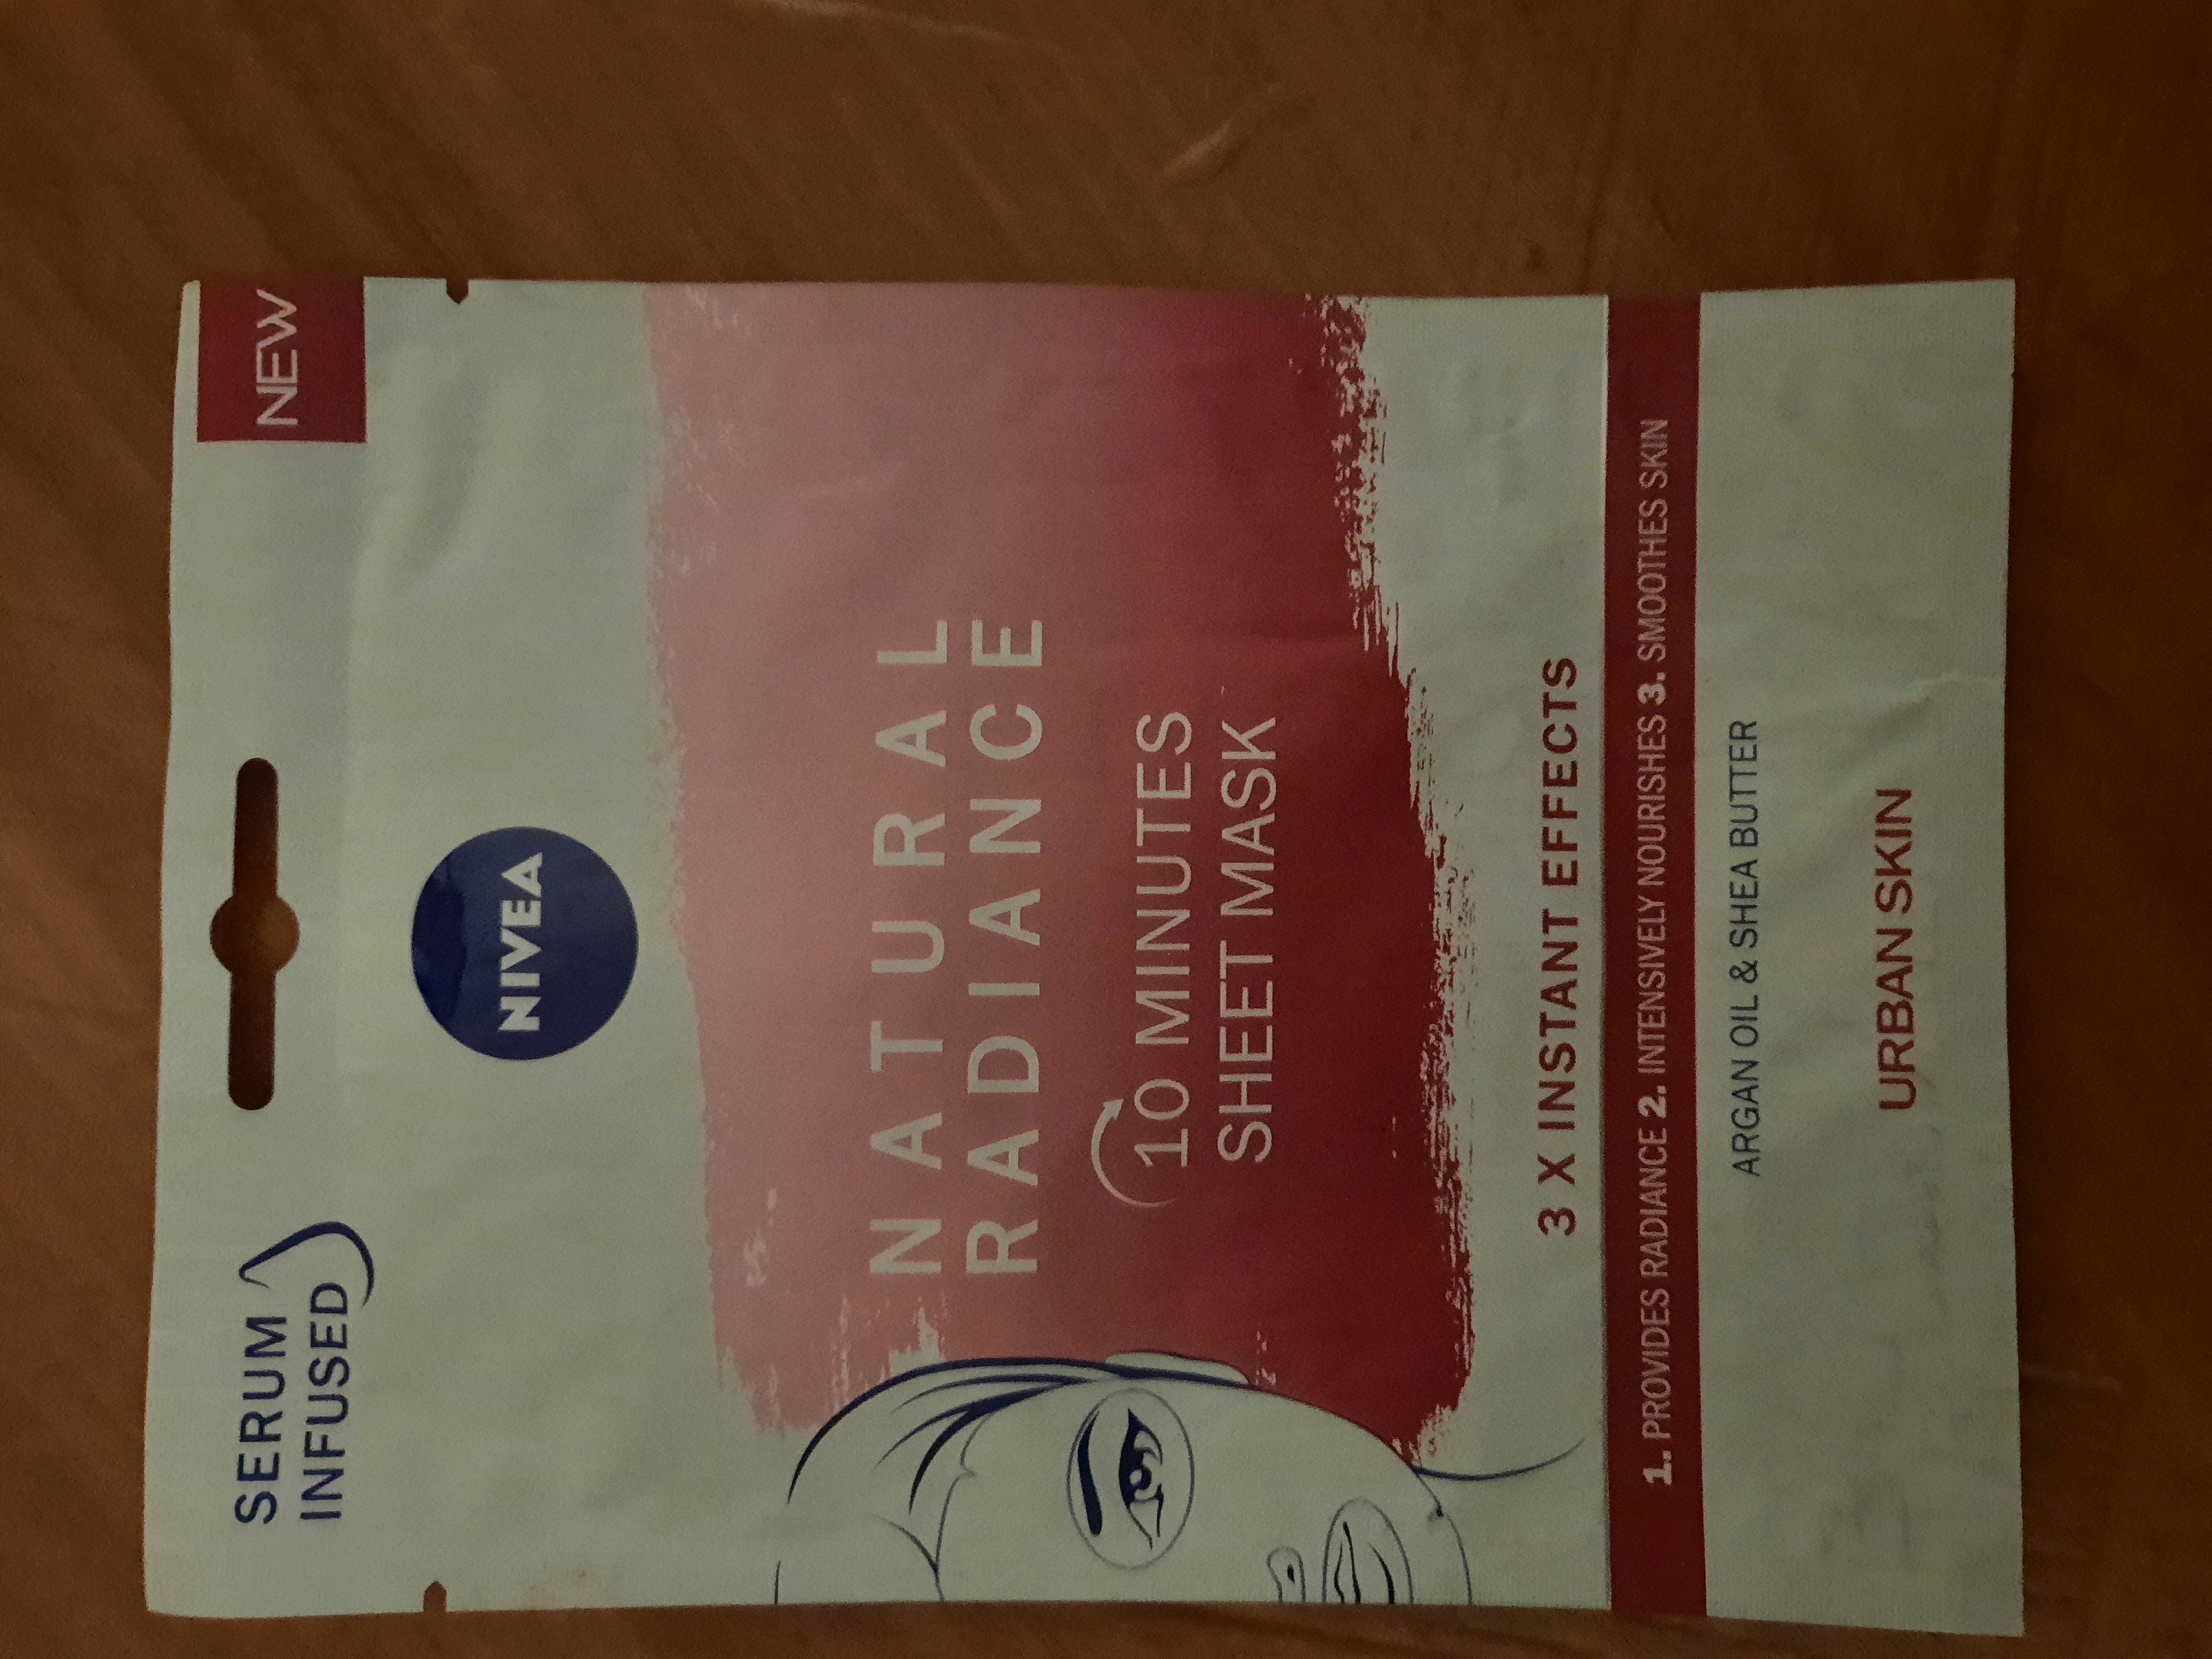 SERUM
INFUSED
NEW
NIVEA
NATURAL
RADIANCE
10 MINUTES
SHEET MASK
3 X INSTANT EFFECTS
1. PROVIDES RADIANCE 2. INTENSIVELY NOURISHES 3. SMOOTHES SKIN
ARGAN OIL & SHEA BUTTER
URBAN SKIN